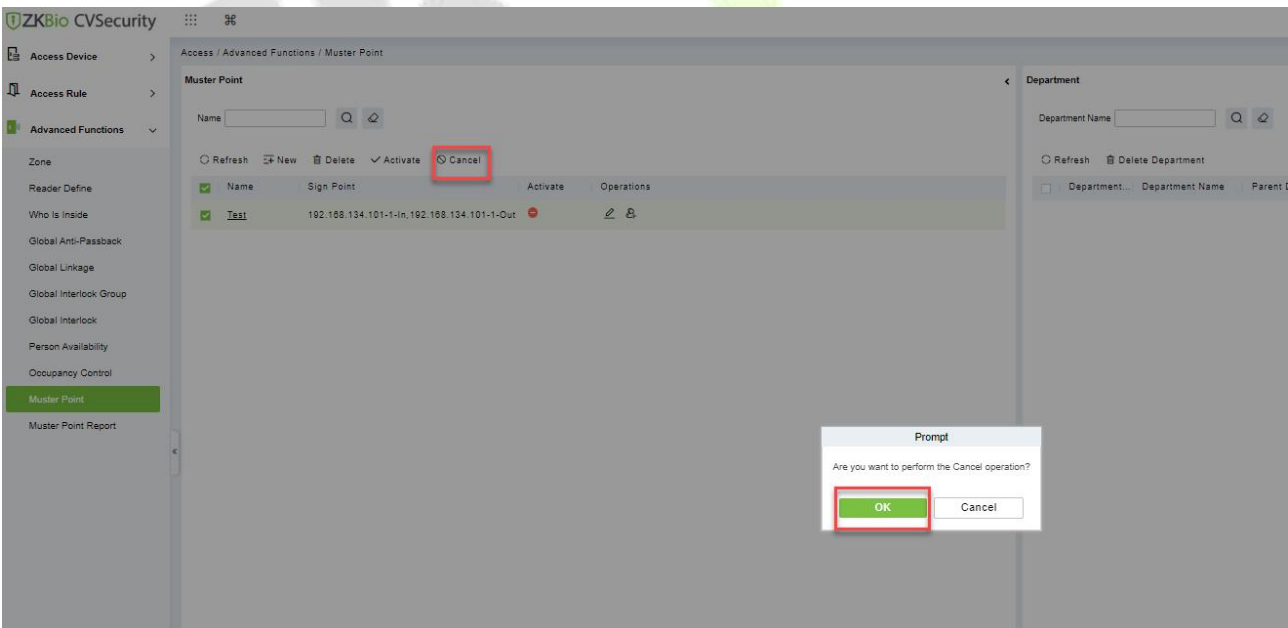 ZKBio CVSecurity
Access Device
Access Rule
Advanced Functions
Zone
Reader Define
Who Is Inside
Global Anti-Passback
Global Linkage
Global Interlock Group
Global Interlock
Person Availability
Occupancy Control
Muster Point
Muster Point Report
Access / Advanced Functions / Muster Point
Muster Point
Name
Refresh New Delete Activate Cancel
Name Sign Point Activate Operations
Test 192.168.134.101-1-In,192.168.134.101-1-Out
Department
Department Name
Refresh Delete Department
Department... Department Name Parent D
Prompt
Are you want to perform the Cancel operation?
OK Cancel